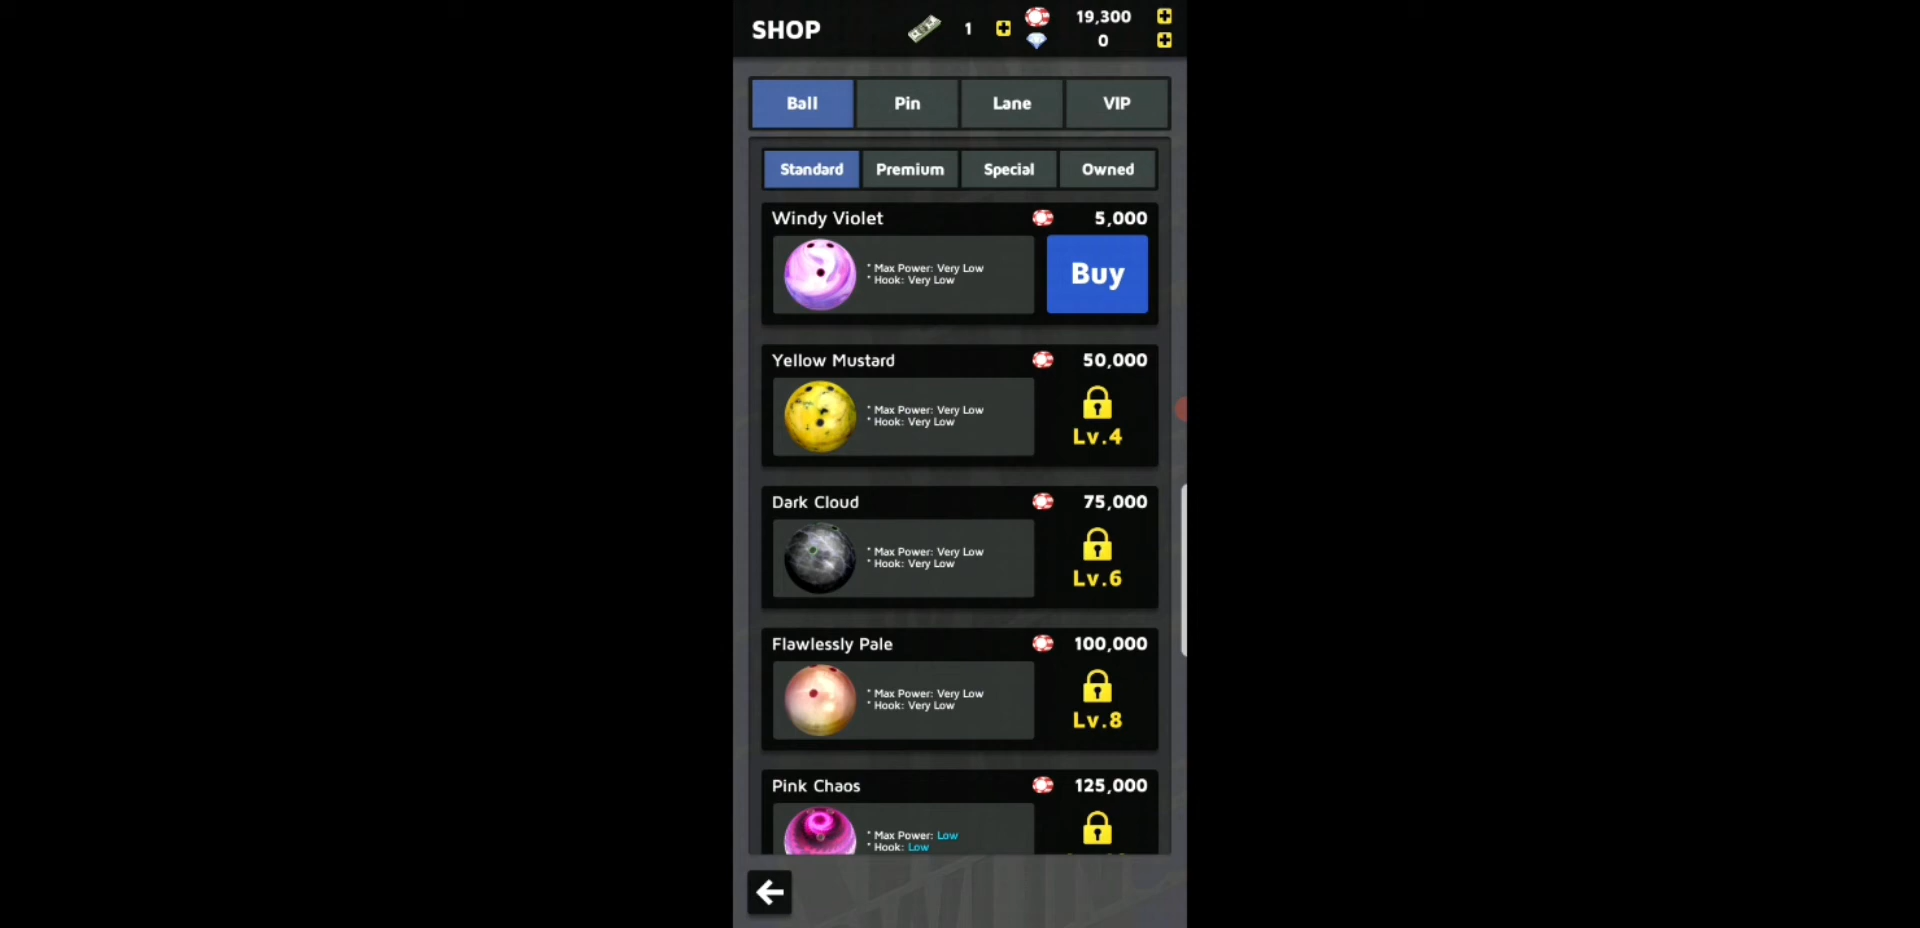 SHOP
1
19,300
0
Ball
Pin
Lane
VIP
Standard
Premium
Special
Owned
Windy Violet
5,000
* Max Power: Very Low
* Hook: Very Low
Buy
Yellow Mustard
50,000
* Max Power: Very Low
* Hook: Very Low
Lv.4
Dark Cloud
75,000
* Max Power: Very Low
* Hook: Very Low
Lv.6
Flawlessly Pale
100,000
* Max Power: Very Low
* Hook: Very Low
Lv.8
Pink Chaos
125,000
* Max Power: Low
* Hook: Low